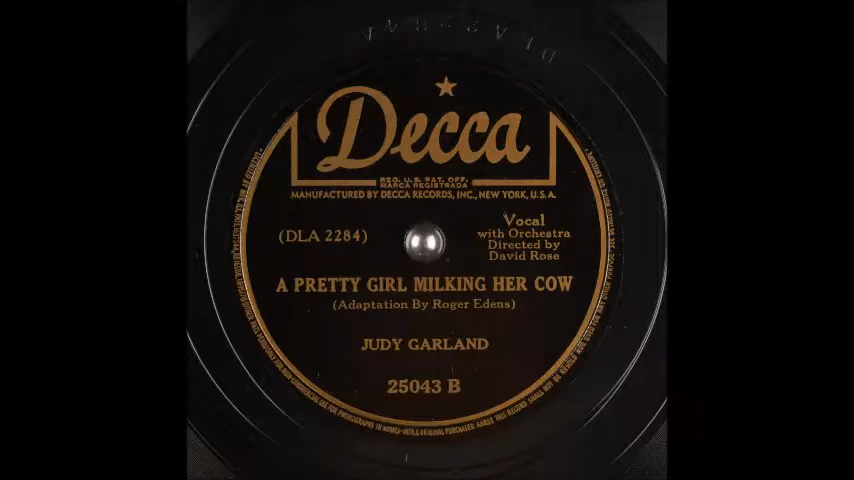 Decca
REG. U.S. PAT. OFF.
MARCA REGISTRADA
MANUFACTURED BY DECCA RECORDS, INC., NEW YORK, U.S.A.
(DLA 2284)
Vocal
with Orchestra
Directed by
David Rose
A PRETTY GIRL MILKING HER COW
(Adaptation By Roger Edens)
JUDY GARLAND
25043 B